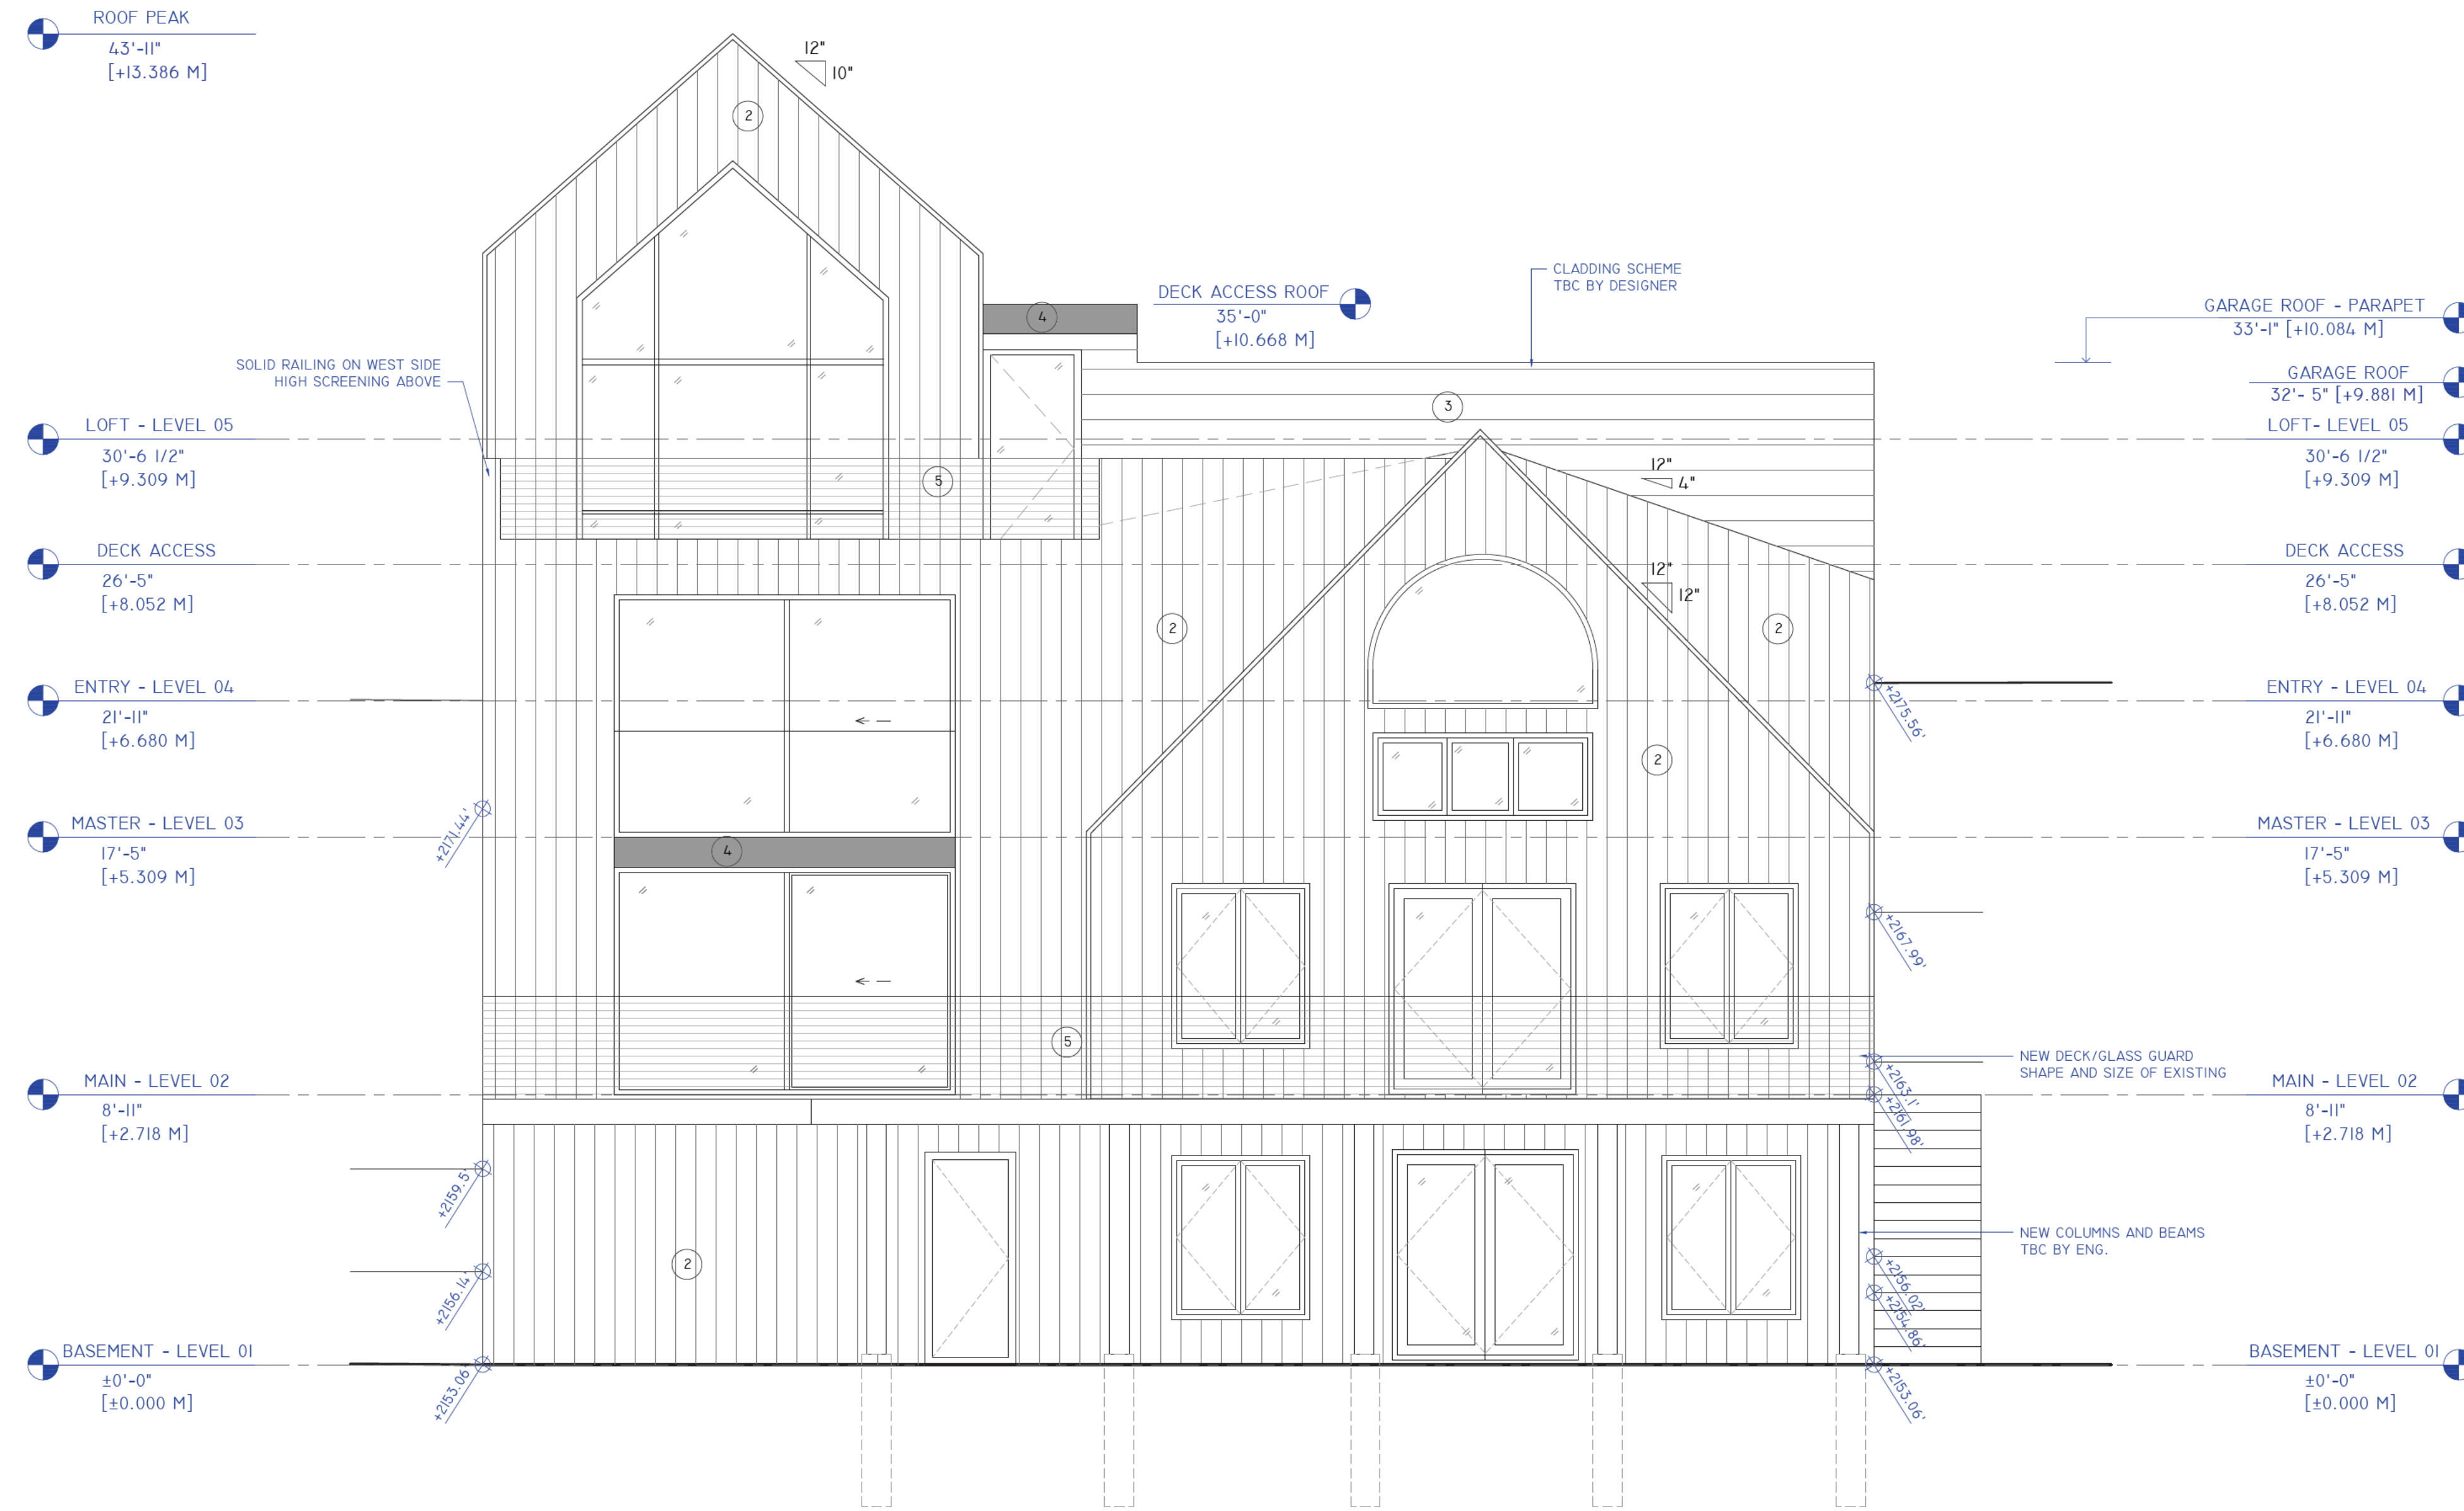 ROOF PEAK
43'-11"
[+13.386 M]
12"
10"
2
CLADDING SCHEME
TBC BY DESIGNER
DECK ACCESS ROOF
35'-0"
[+10.668 M]
4
GARAGE ROOF - PARAPET
33'-1" [+10.084 M]
SOLID RAILING ON WEST SIDE
HIGH SCREENING ABOVE
GARAGE ROOF
32'- 5" [+9.881 M]
3
LOFT - LEVEL 05
30'-6 1/2"
[+9.309 M]
LOFT- LEVEL 05
30'-6 1/2"
[+9.309 M]
5
12"
4"
DECK ACCESS
26'-5"
[+8.052 M]
12"
12"
DECK ACCESS
26'-5"
[+8.052 M]
2
2
ENTRY - LEVEL 04
21'-11"
[+6.680 M]
+2175.56'
ENTRY - LEVEL 04
21'-11"
[+6.680 M]
2
MASTER - LEVEL 03
17'-5"
[+5.309 M]
+2171.44'
4
MASTER - LEVEL 03
17'-5"
[+5.309 M]
+2167.99'
5
NEW DECK/GLASS GUARD
SHAPE AND SIZE OF EXISTING
MAIN - LEVEL 02
8'-11"
[+2.718 M]
+2163.1'
+2161.98'
MAIN - LEVEL 02
8'-11"
[+2.718 M]
+2159.5'
NEW COLUMNS AND BEAMS
TBC BY ENG.
2
+2156.14'
+2156.02'
+2154.86'
BASEMENT - LEVEL 01
±0'-0"
[±0.000 M]
+2153.06'
+2153.06'
BASEMENT - LEVEL 01
±0'-0"
[±0.000 M]